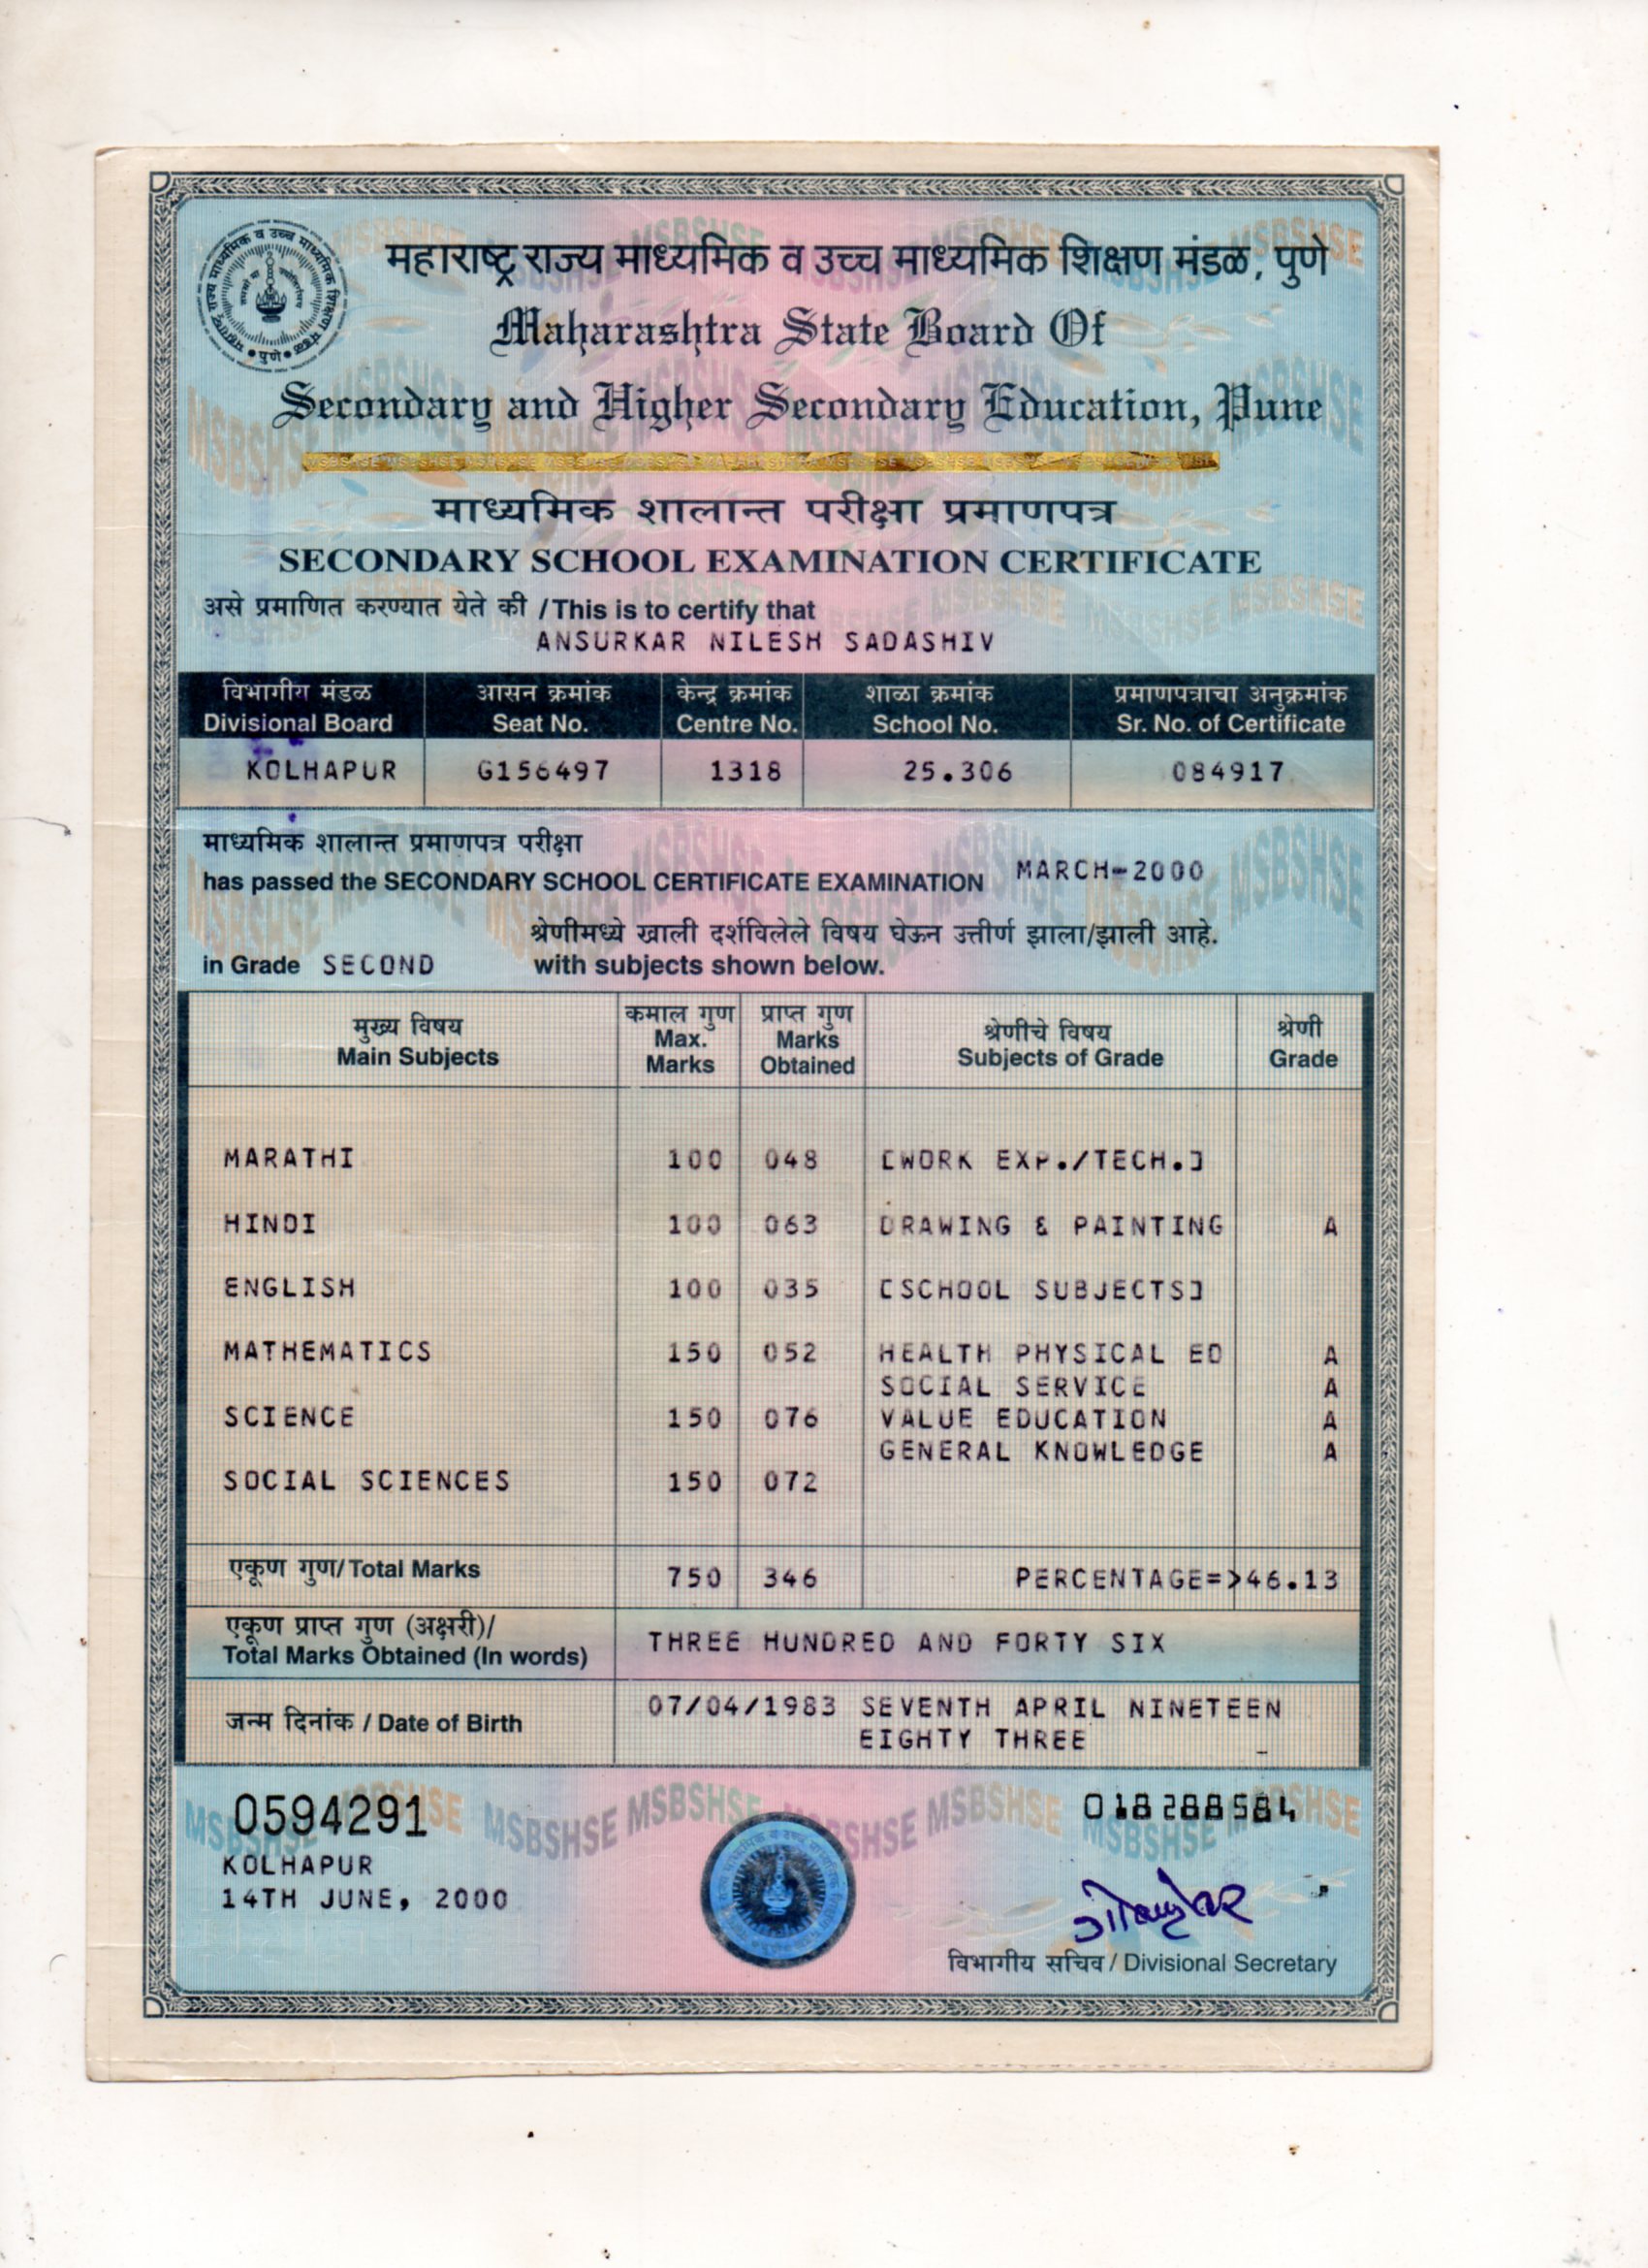 महाराष्ट्र राज्य माध्यमिक व उच्च माध्यमिक शिक्षण मंडळ, पुणे
Maharashtra State Board Of
Secondary and Higher Secondary Education, Pune
माध्यमिक शालान्त परीक्षा प्रमाणपत्र
SECONDARY SCHOOL EXAMINATION CERTIFICATE
असे प्रमाणित करण्यात येते की / This is to certify that
ANSURKAR NILESH SADASHIV
विभागीय मंडळ आसन क्रमांक केन्द्र क्रमांक शाळा क्रमांक प्रमाणपत्राचा अनुक्रमांक
Divisional Board Seat No. Centre No. School No. Sr. No. of Certificate
KOLHAPUR G156497 1318 25.306 084917
माध्यमिक शालान्त प्रमाणपत्र परीक्षा
has passed the SECONDARY SCHOOL CERTIFICATE EXAMINATION MARCH-2000
श्रेणीमध्ये खाली दर्शविलेले विषय घेऊन उत्तीर्ण झाला/झाली आहे.
in Grade SECOND with subjects shown below.
मुख्य विषय कमाल गुण प्राप्त गुण श्रेणीचे विषय श्रेणी
Main Subjects Max. Marks Marks Obtained Subjects of Grade Grade
MARATHI 100 048 [WORK EXP./TECH.]
HINDI 100 063 DRAWING & PAINTING A
ENGLISH 100 035 [SCHOOL SUBJECTS]
MATHEMATICS 150 052 HEALTH PHYSICAL ED A
SOCIAL SERVICE A
SCIENCE 150 076 VALUE EDUCATION A
GENERAL KNOWLEDGE A
SOCIAL SCIENCES 150 072
एकूण गुण/ Total Marks 750 346 PERCENTAGE=>46.13
एकूण प्राप्त गुण (अक्षरी)/
Total Marks Obtained (In words) THREE HUNDRED AND FORTY SIX
जन्म दिनांक / Date of Birth 07/04/1983 SEVENTH APRIL NINETEEN
EIGHTY THREE
0594291 018288584
KOLHAPUR
14TH JUNE, 2000
विभागीय सचिव / Divisional Secretary